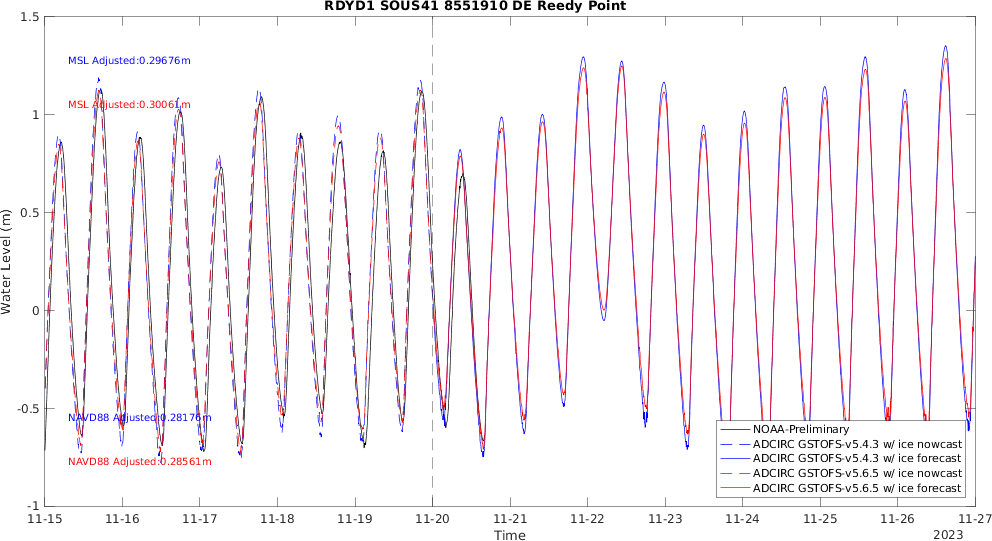 RDYD1 SOUS41 8551910 DE Reedy Point
1.5
1
0.5
0
-0.5
-1
Water Level (m)
MSL Adjusted:0.29676m
MSL Adjusted:0.30061m
NAVD88 Adjusted:0.28176m
NAVD88 Adjusted:0.28561m
NOAA-Preliminary
ADCIRC GSTOFS-v5.4.3 w/ ice nowcast
ADCIRC GSTOFS-v5.4.3 w/ ice forecast
ADCIRC GSTOFS-v5.6.5 w/ ice nowcast
ADCIRC GSTOFS-v5.6.5 w/ ice forecast
11-15 11-16 11-17 11-18 11-19 11-20 11-21 11-22 11-23 11-24 11-25 11-26 11-27
Time
2023